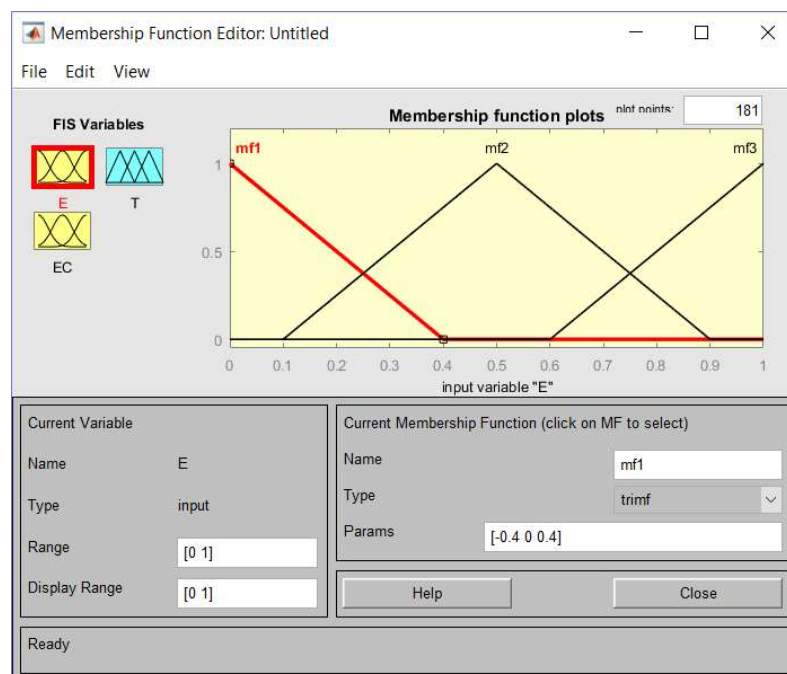 Membership Function Editor: Untitled
File Edit View
FIS Variables
E
T
EC
Membership function plots
plot points:
181
mf1
mf2
mf3
1
0.5
0
0 0.1 0.2 0.3 0.4 0.5 0.6 0.7 0.8 0.9 1
input variable "E"
Current Variable
Name E
Type input
Range [0 1]
Display Range [0 1]
Current Membership Function (click on MF to select)
Name mf1
Type trimf
Params [-0.4 0 0.4]
Help
Close
Ready